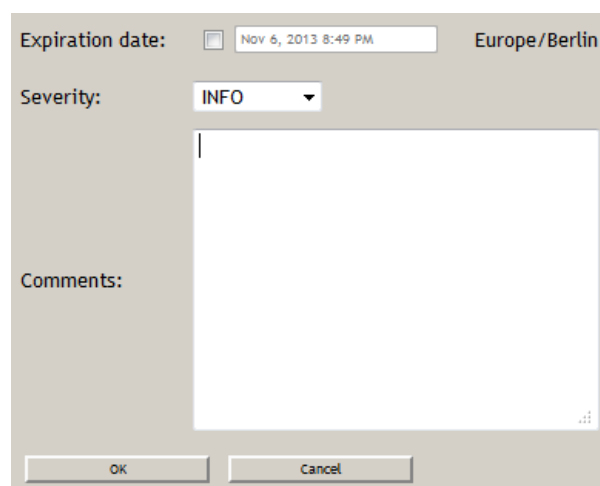 Expiration date: Nov 6, 2013 8:49 PM Europe/Berlin
Severity: INFO
Comments:
OK Cancel